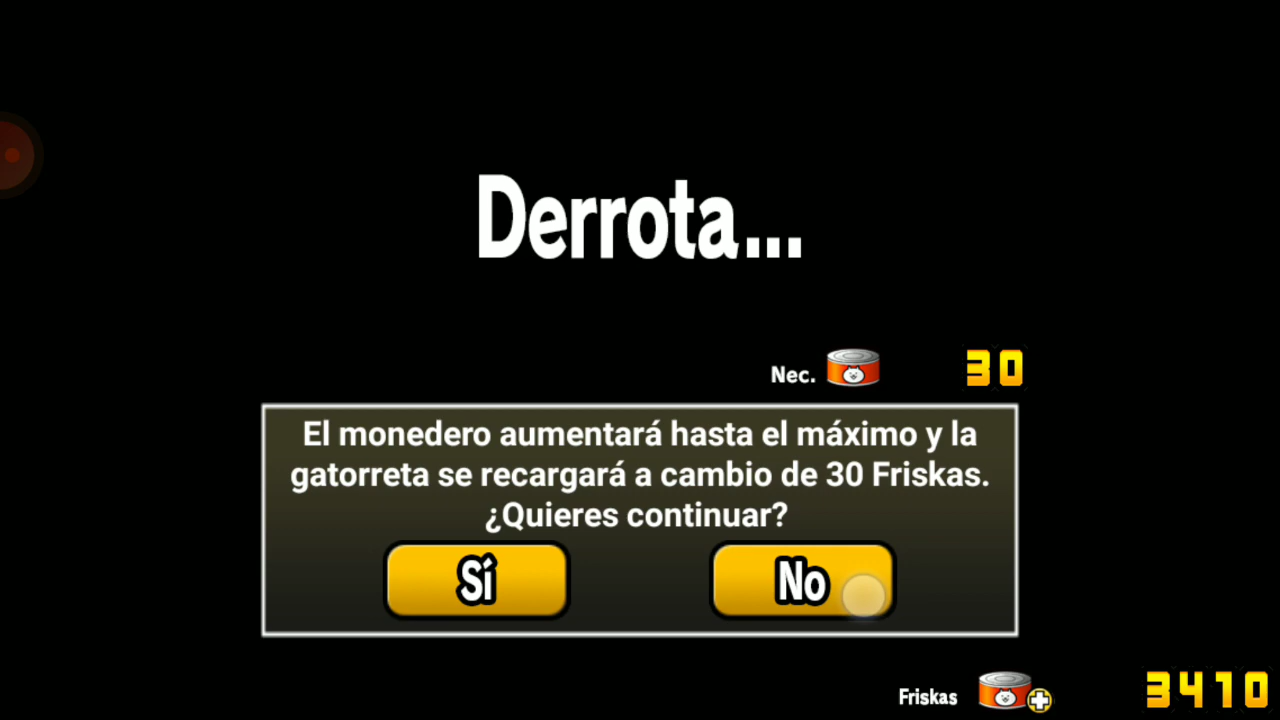 Derrota...
Nec. 30
El monedero aumentará hasta el máximo y la
gatorreta se recargará a cambio de 30 Friskas.
¿Quieres continuar?
Sí No
Friskas 3410